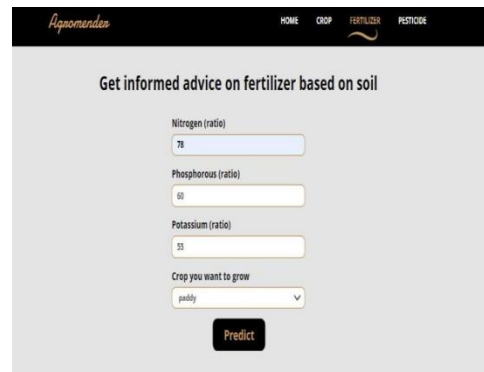 Agromender
HOME CROP FERTILIZER PESTICIDE
Get informed advice on fertilizer based on soil
Nitrogen (ratio)
78
Phosphorous (ratio)
60
Potassium (ratio)
55
Crop you want to grow
paddy
Predict